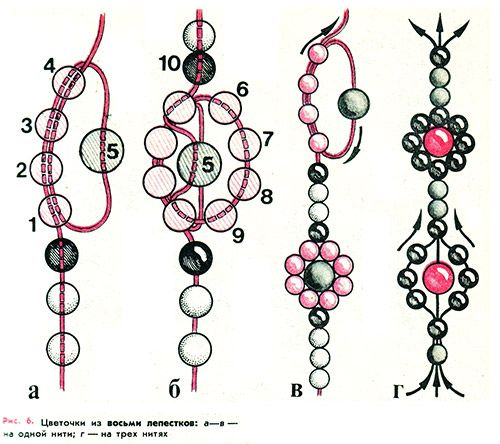 4
3
2
1
5
10
6
7
8
9
5
а
б
в
г
Рис. 6. Цветочки из восьми лепестков: а—в —
на одной нити; г — на трех нитях